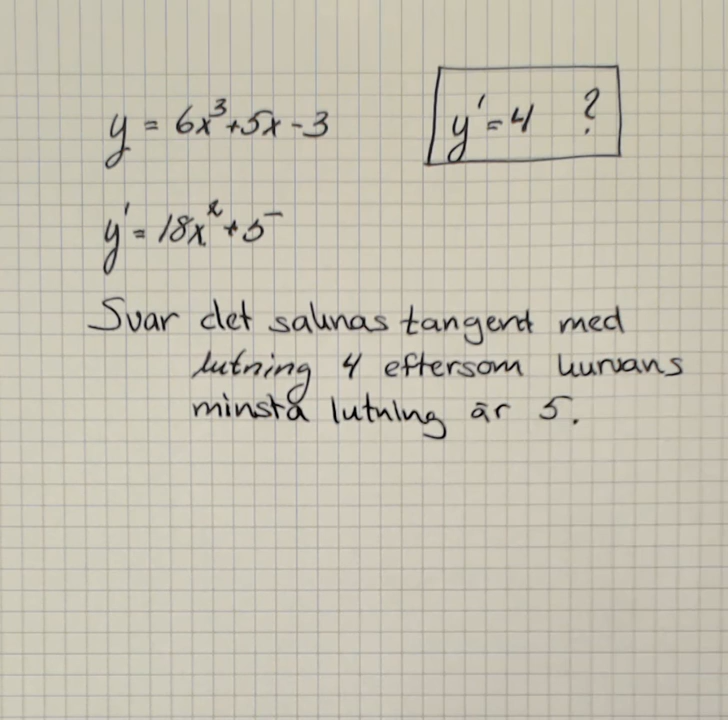 y = 6x³+5x-3
y'=4 ?
y'= 18x²+5
Svar det saknas tangent med
lutning 4 eftersom kurvans
minsta lutning är 5.